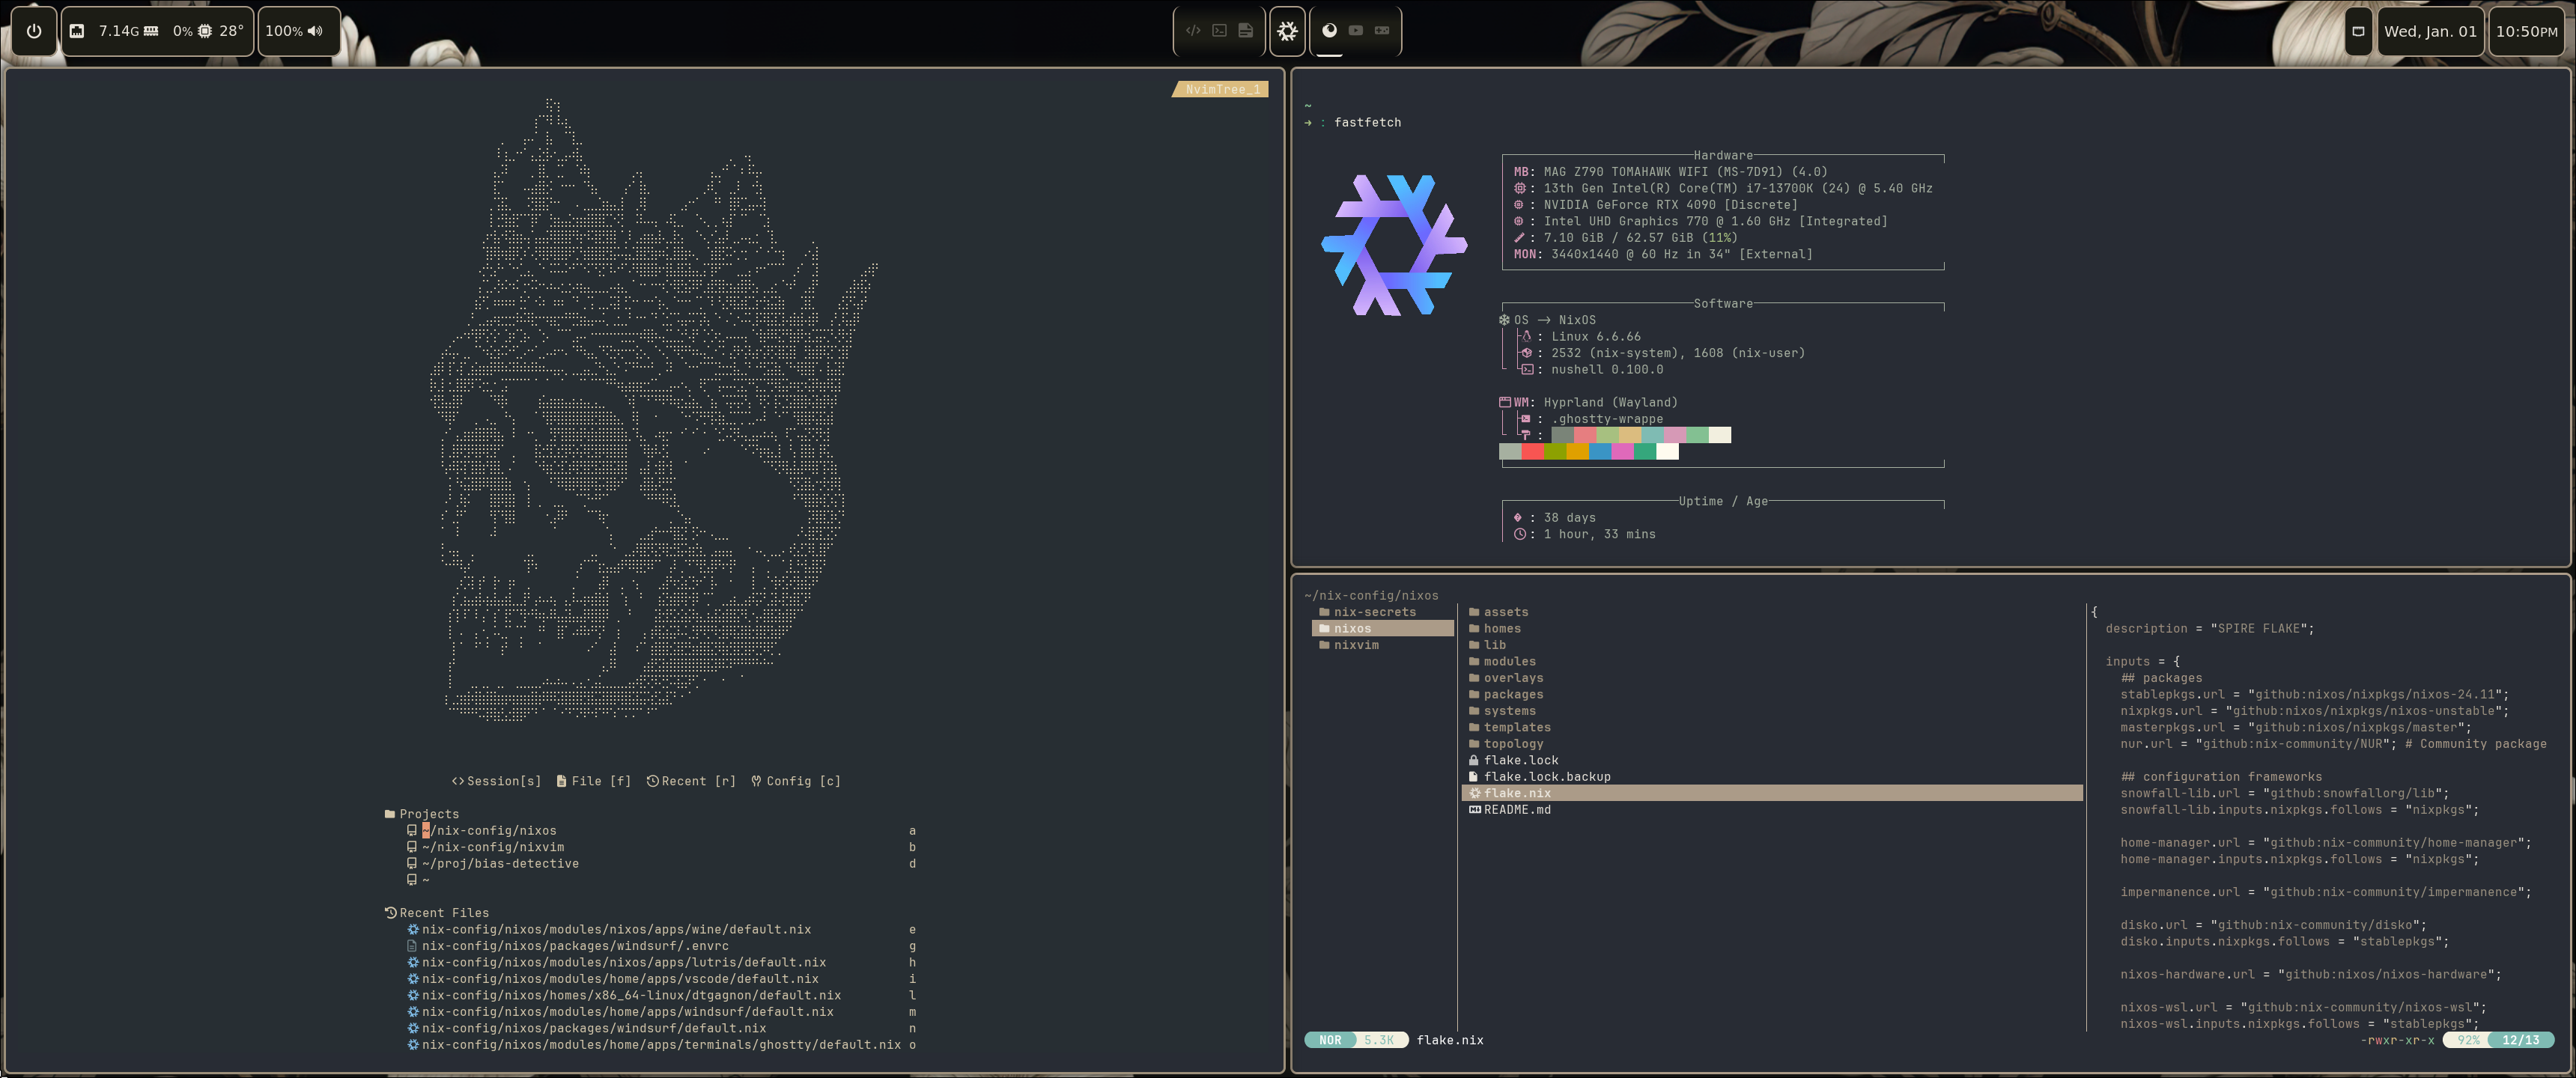 7.14G 0% 28° 100%
Wed, Jan. 01 10:50PM
NvimTree_1
Session[s] File [f] Recent [r] Config [c]
Projects
~/nix-config/nixos a
~/nix-config/nixvim b
~/proj/bias-detective d
~
Recent Files
nix-config/nixos/modules/nixos/apps/wine/default.nix e
nix-config/nixos/packages/windsurf/.envrc g
nix-config/nixos/modules/nixos/apps/lutris/default.nix h
nix-config/nixos/modules/home/apps/vscode/default.nix i
nix-config/nixos/homes/x86_64-linux/dtgagnon/default.nix l
nix-config/nixos/modules/home/apps/windsurf/default.nix m
nix-config/nixos/packages/windsurf/default.nix n
nix-config/nixos/modules/home/apps/terminals/ghostty/default.nix o
~
→ : fastfetch
Hardware
MB: MAG Z790 TOMAHAWK WIFI (MS-7D91) (4.0)
: 13th Gen Intel(R) Core(TM) i7-13700K (24) @ 5.40 GHz
: NVIDIA GeForce RTX 4090 [Discrete]
: Intel UHD Graphics 770 @ 1.60 GHz [Integrated]
: 7.10 GiB / 62.57 GiB (11%)
MON: 3440x1440 @ 60 Hz in 34" [External]
Software
OS -> NixOS
: Linux 6.6.66
: 2532 (nix-system), 1608 (nix-user)
: nushell 0.100.0
WM: Hyprland (Wayland)
: .ghostty-wrappe
:
Uptime / Age
: 38 days
: 1 hour, 33 mins
~/nix-config/nixos
nix-secrets
nixos
nixvim
assets
homes
lib
modules
overlays
packages
systems
templates
topology
flake.lock
flake.lock.backup
flake.nix
README.md
{
description = "SPIRE FLAKE";
inputs = {
## packages
stablepkgs.url = "github:nixos/nixpkgs/nixos-24.11";
nixpkgs.url = "github:nixos/nixpkgs/nixos-unstable";
masterpkgs.url = "github:nixos/nixpkgs/master";
nur.url = "github:nix-community/NUR"; # Community package
## configuration frameworks
snowfall-lib.url = "github:snowfallorg/lib";
snowfall-lib.inputs.nixpkgs.follows = "nixpkgs";
home-manager.url = "github:nix-community/home-manager";
home-manager.inputs.nixpkgs.follows = "nixpkgs";
impermanence.url = "github:nix-community/impermanence";
disko.url = "github:nix-community/disko";
disko.inputs.nixpkgs.follows = "stablepkgs";
nixos-hardware.url = "github:nixos/nixos-hardware";
nixos-wsl.url = "github:nix-community/nixos-wsl";
nixos-wsl.inputs.nixpkgs.follows = "stablepkgs";
NOR 5.3K flake.nix
-rwxr-xr-x 92% 12/13